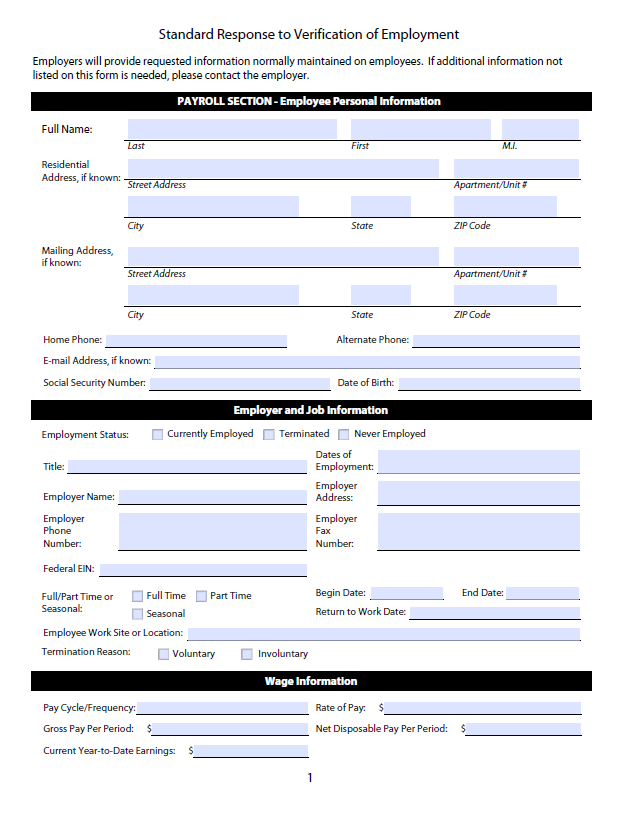 Standard Response to Verification of Employment
Employers will provide requested information normally maintained on employees. If additional information not
listed on this form is needed, please contact the employer.
PAYROLL SECTION - Employee Personal Information
Full Name:
Last First M.I.
Residential
Address, if known:
Street Address Apartment/Unit #
City State ZIP Code
Mailing Address,
if known:
Street Address Apartment/Unit #
City State ZIP Code
Home Phone: Alternate Phone:
E-mail Address, if known:
Social Security Number: Date of Birth:
Employer and Job Information
Employment Status: Currently Employed Terminated Never Employed
Title: Dates of
Employment:
Employer Name: Employer
Address:
Employer
Phone
Number:
Employer
Fax
Number:
Federal EIN:
Full/Part Time or
Seasonal:
Full Time Part Time
Seasonal
Begin Date: End Date:
Return to Work Date:
Employee Work Site or Location:
Termination Reason: Voluntary Involuntary
Wage Information
Pay Cycle/Frequency: Rate of Pay: $
Gross Pay Per Period: $ Net Disposable Pay Per Period: $
Current Year-to-Date Earnings: $
1